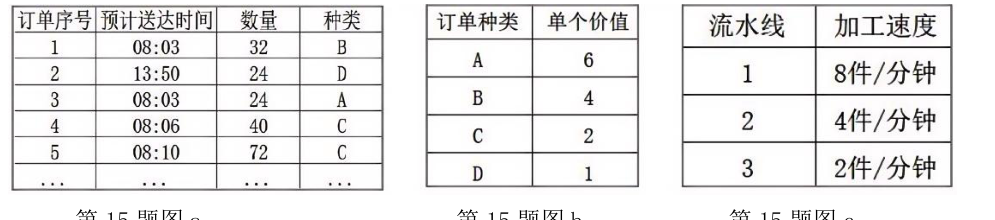 订单序号 预计送达时间 数量 种类
1 08:03 32 B
2 13:50 24 D
3 08:03 24 A
4 08:06 40 C
5 08:10 72 C
... ... ... ...
订单种类 单个价值
A 6
B 4
C 2
D 1
流水线 加工速度
1 8件/分钟
2 4件/分钟
3 2件/分钟
第 15 题图 a 第 15 题图 b 第 15 题图 c